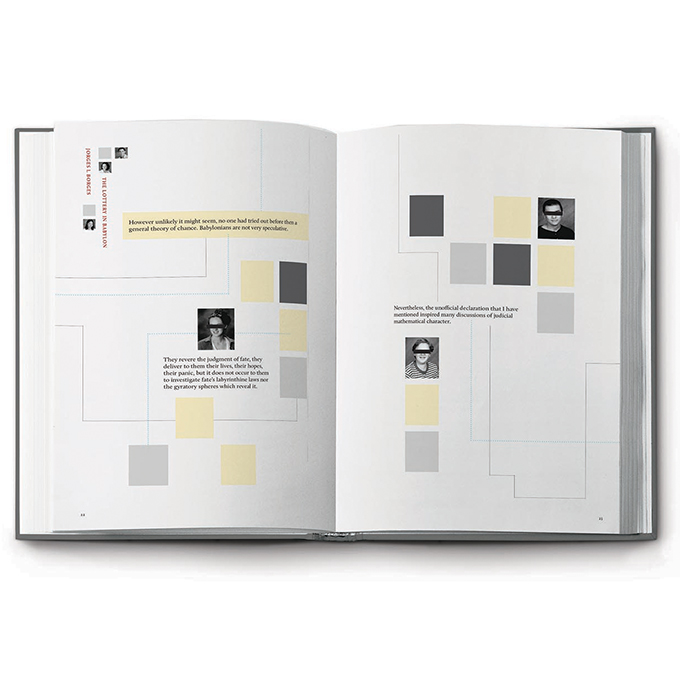 JORGES L. BORGES
THE LOTTERY IN BABYLON
However unlikely it might seem, no one had tried out before then a
general theory of chance. Babylonians are not very speculative.
They revere the judgment of fate, they
deliver to them their lives, their hopes,
their panic, but it does not occur to them
to investigate fate's labyrinthine laws nor
the gyratory spheres which reveal it.
44
Nevertheless, the unofficial declaration that I have
mentioned inspired many discussions of judicial
mathematical character.
45